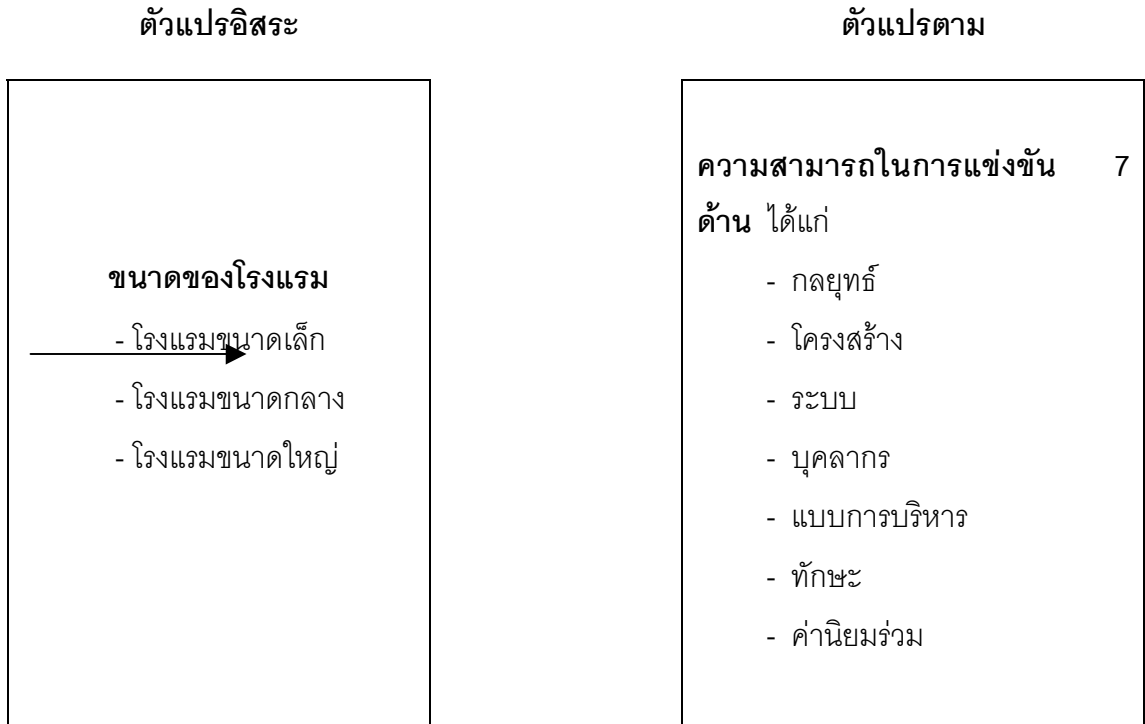 ตัวแปรอิสระ
ตัวแปรตาม
ขนาดของโรงแรม
- โรงแรมขนาดเล็ก
- โรงแรมขนาดกลาง
- โรงแรมขนาดใหญ่
ความสามารถในการแข่งขัน 7
ด้าน ได้แก่
- กลยุทธ์
- โครงสร้าง
- ระบบ
- บุคลากร
- แบบการบริหาร
- ทักษะ
- ค่านิยมร่วม